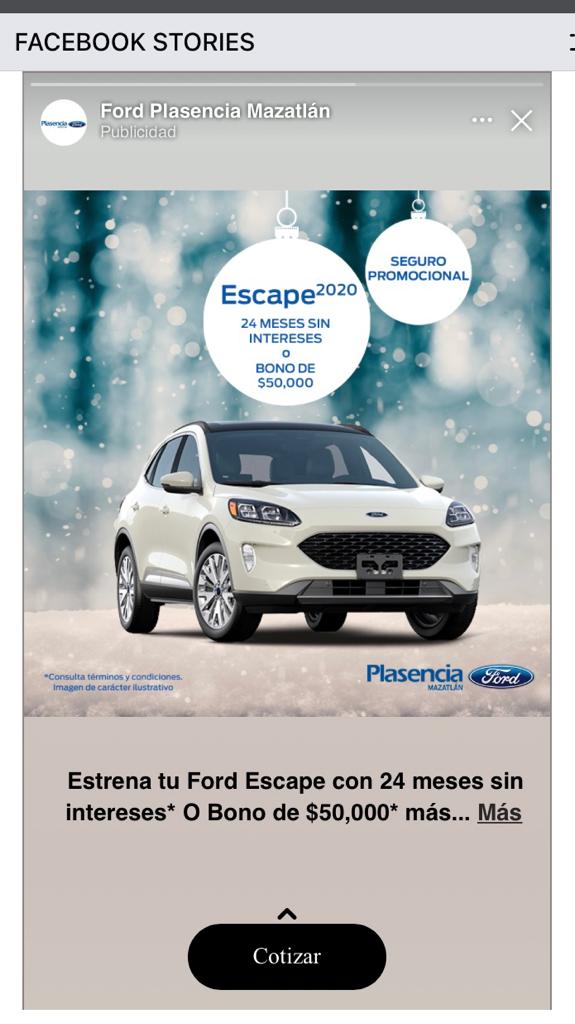 FACEBOOK STORIES
Ford Plasencia Mazatlán
Publicidad
Plasencia Ford
Escape2020
24 MESES SIN
INTERESES
o
BONO DE
$50,000
SEGURO
PROMOCIONAL
*Consulta términos y condiciones.
Imagen de carácter ilustrativo
Plasencia Ford
MAZATLÁN
Estrena tu Ford Escape con 24 meses sin
intereses* O Bono de $50,000* más... Más
Cotizar